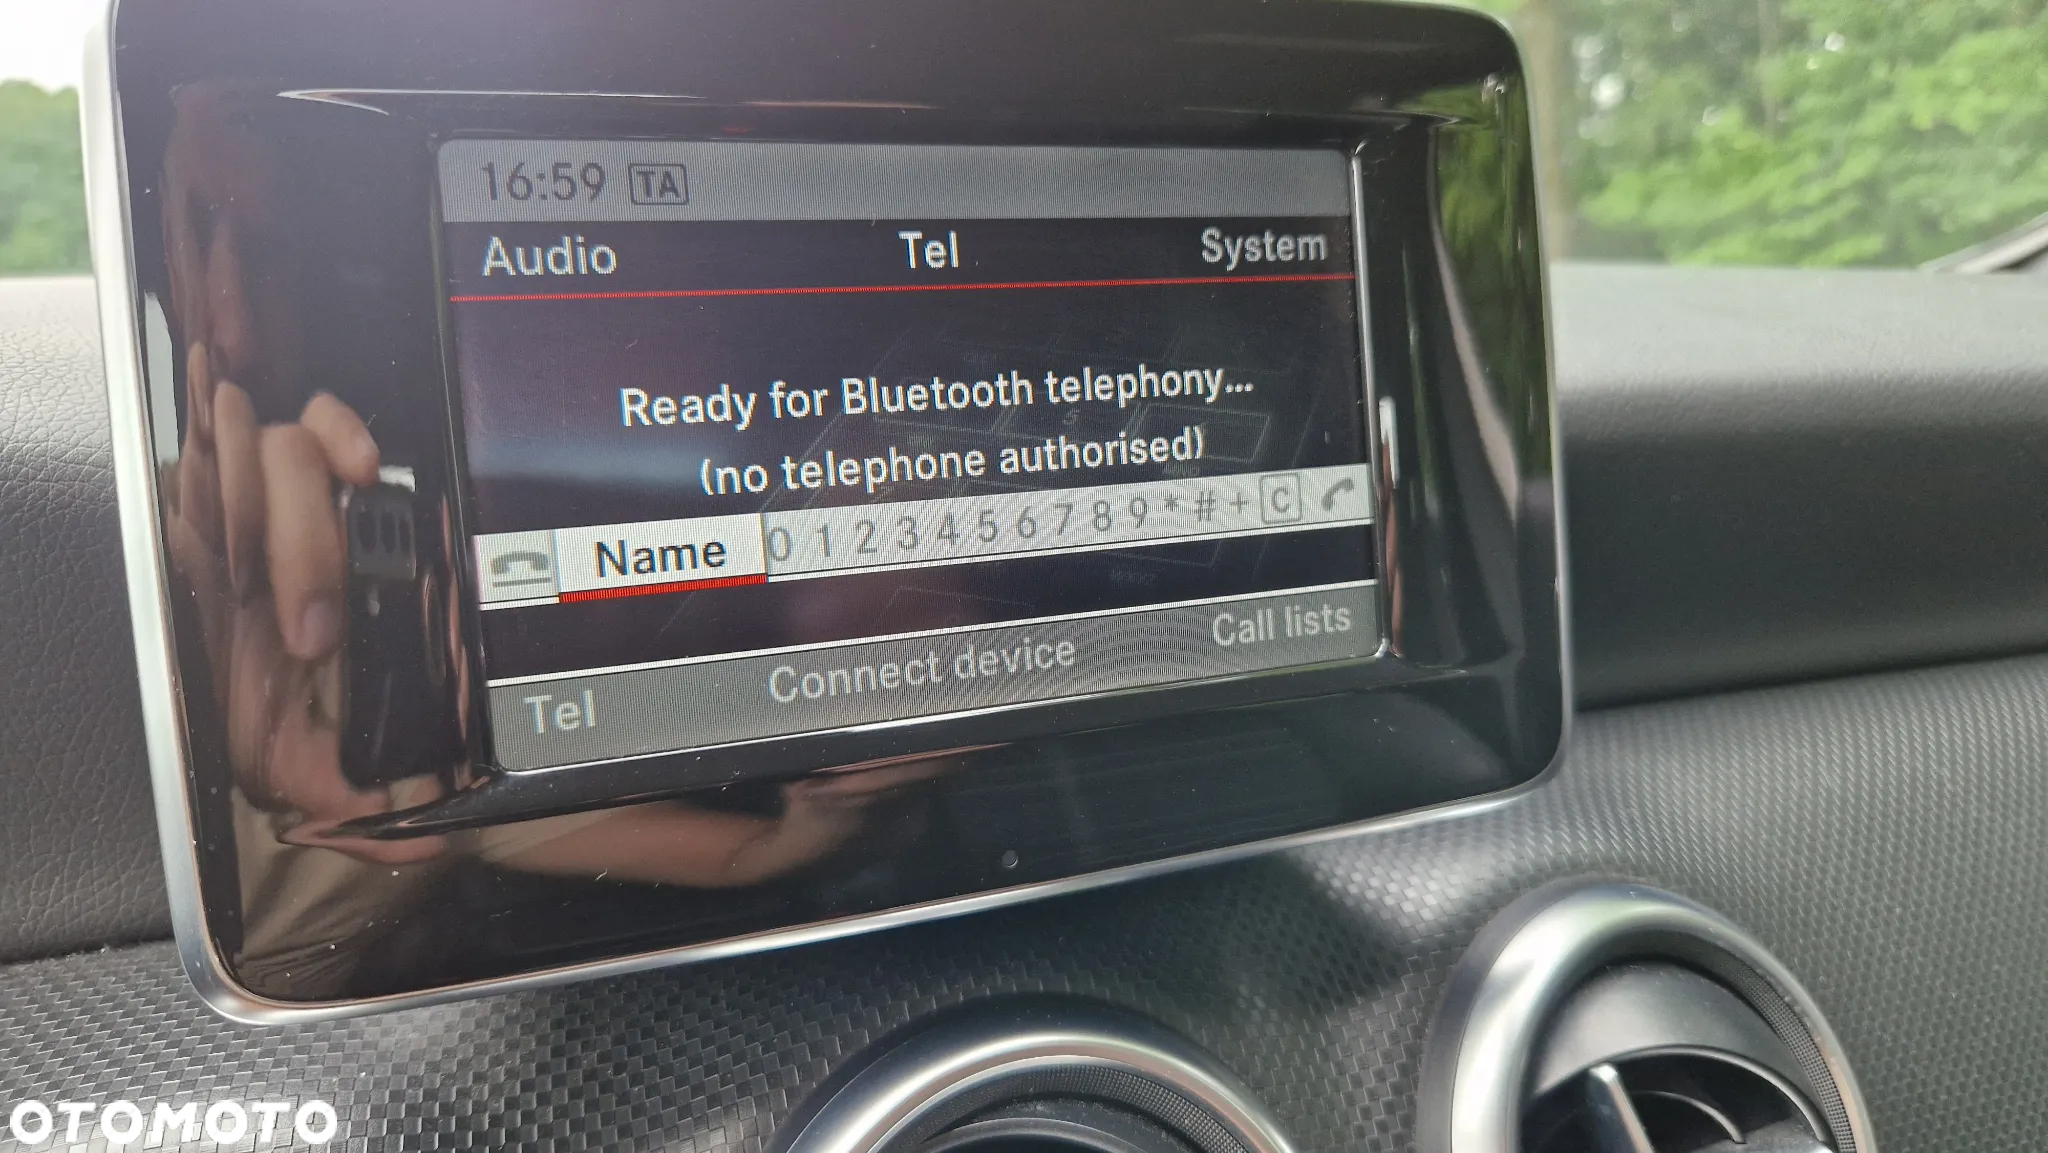 16:59 TA
Audio Tel System
Ready for Bluetooth telephony...
(no telephone authorised)
Name 0 1 2 3 4 5 6 7 8 9 * # + C
Tel Connect device Call lists
OTOMOTO